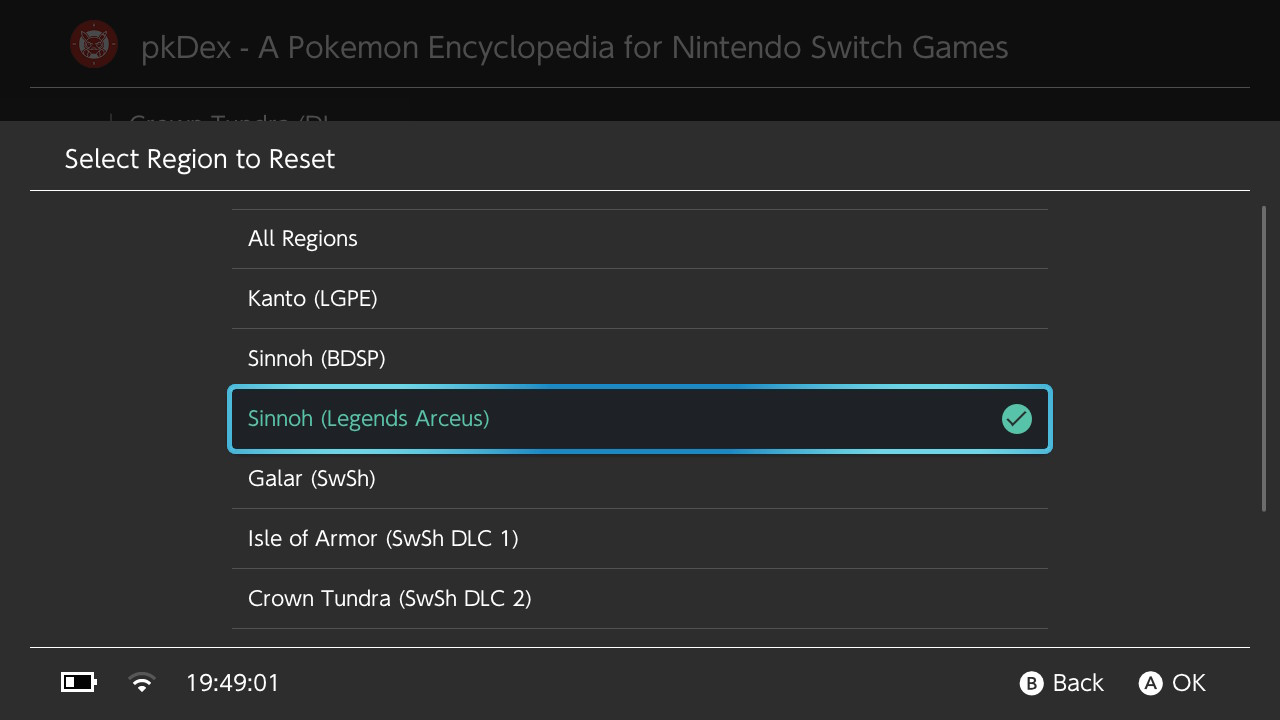 pkDex - A Pokemon Encyclopedia for Nintendo Switch Games
Crown Tundra (DL
Select Region to Reset
All Regions
Kanto (LGPE)
Sinnoh (BDSP)
Sinnoh (Legends Arceus)
Galar (SwSh)
Isle of Armor (SwSh DLC 1)
Crown Tundra (SwSh DLC 2)
19:49:01
B Back
A OK